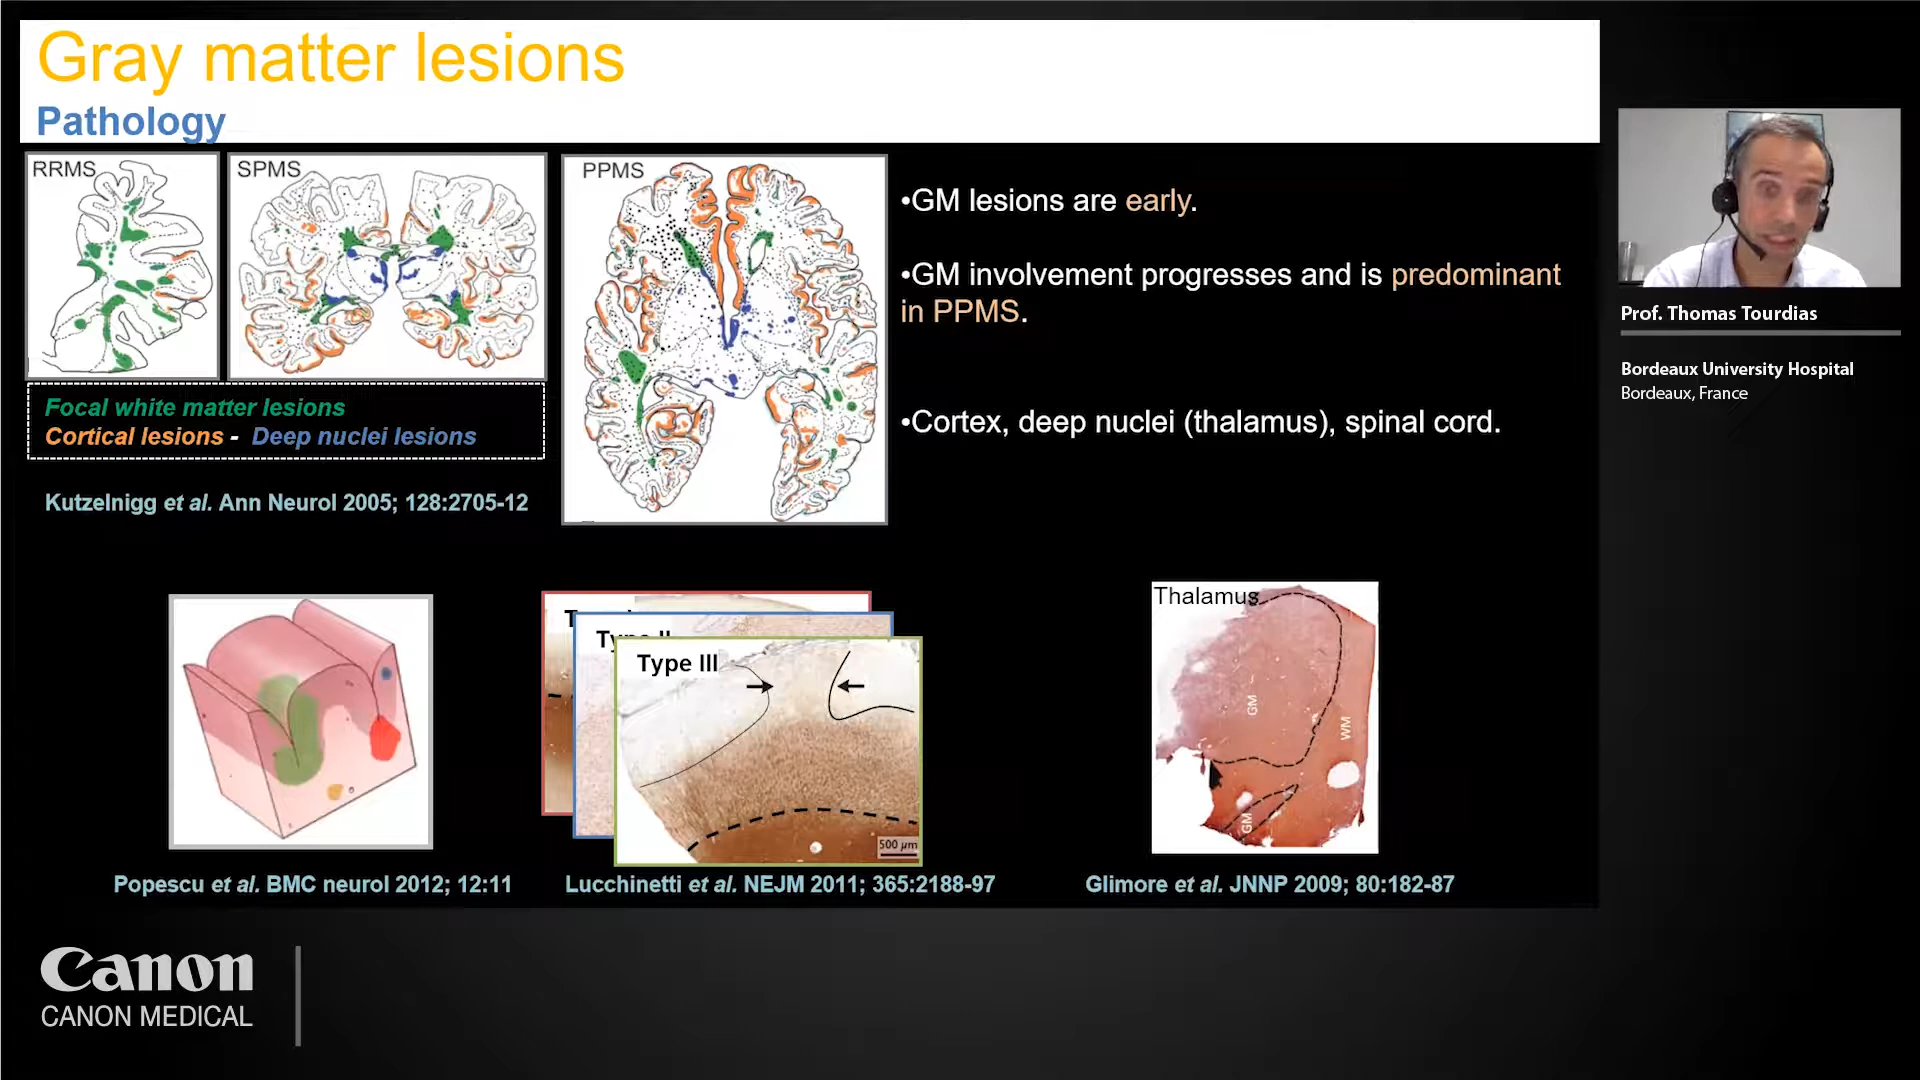 Gray matter lesions
Pathology
RRMS
SPMS
PPMS
•GM lesions are early.
•GM involvement progresses and is predominant
in PPMS.
•Cortex, deep nuclei (thalamus), spinal cord.
Focal white matter lesions
Cortical lesions - Deep nuclei lesions
Kutzelnigg et al. Ann Neurol 2005; 128:2705-12
Type II
Type III
500 µm
Thalamus
GM
WM
GM
Popescu et al. BMC neurol 2012; 12:11
Lucchinetti et al. NEJM 2011; 365:2188-97
Glimore et al. JNNP 2009; 80:182-87
Prof. Thomas Tourdias
Bordeaux University Hospital
Bordeaux, France
Canon
CANON MEDICAL